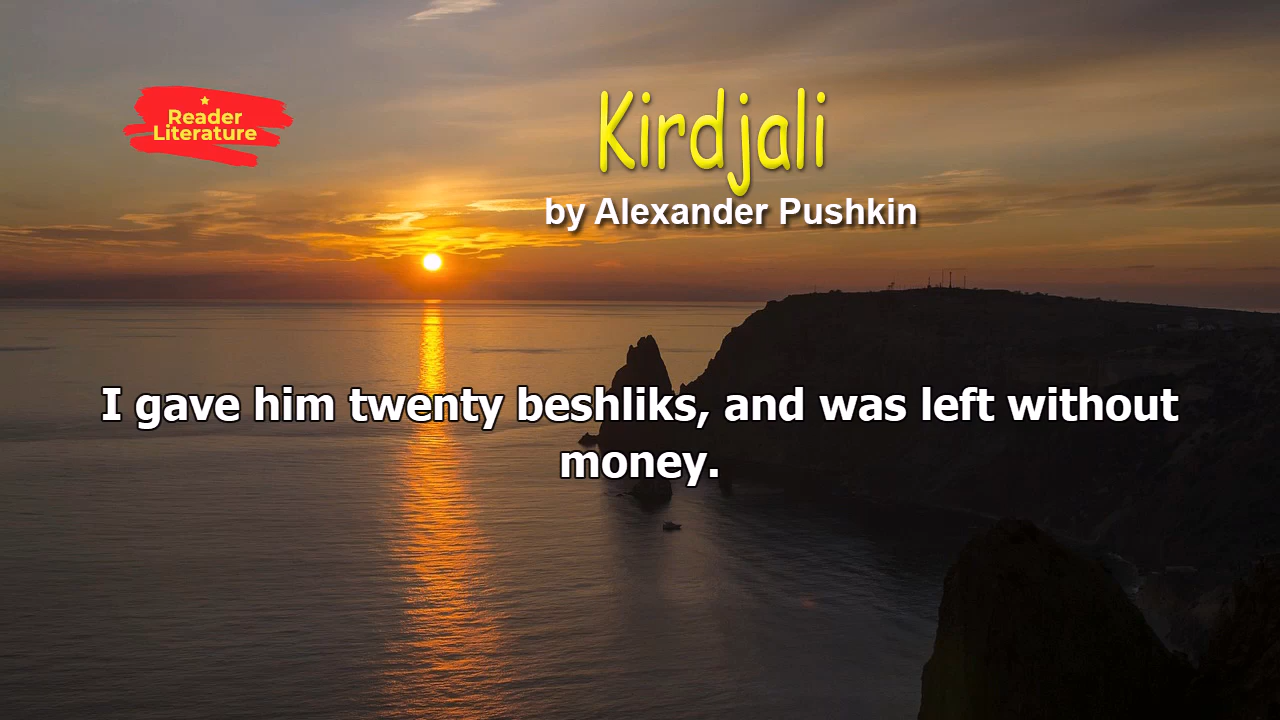 Reader
Literature
Kirdjali
by Alexander Pushkin
I gave him twenty beshliks, and was left without
money.